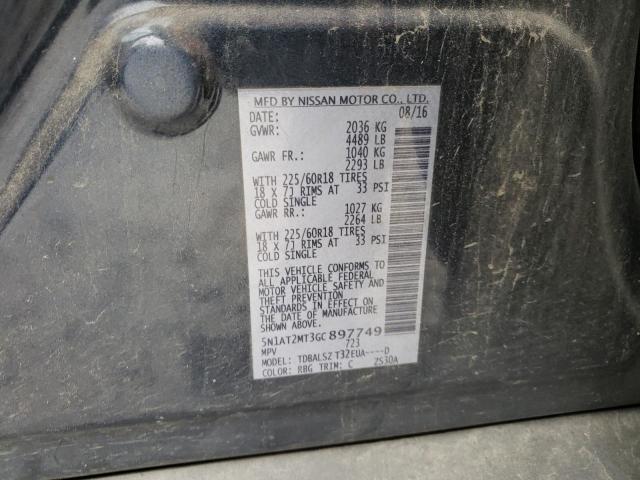 MFD BY NISSAN MOTOR CO., LTD.
DATE: 08/16
GVWR: 2036 KG
4489 LB
GAWR FR.: 1040 KG
2293 LB
WITH 225/60R18 TIRES
18 X 7J RIMS AT 33 PSI
COLD SINGLE
GAWR RR.: 1027 KG
2264 LB
WITH 225/60R18 TIRES
18 X 7J RIMS AT 33 PSI
COLD SINGLE
THIS VEHICLE CONFORMS TO
ALL APPLICABLE FEDERAL
MOTOR VEHICLE SAFETY AND
THEFT PREVENTION
STANDARDS IN EFFECT ON
THE DATE OF MANUFACTURE
5N1AT2MT3GC897749
MPV 723
MODEL: TDBALSZ T32EUA----D
COLOR: RBG TRIM: C ZS30A